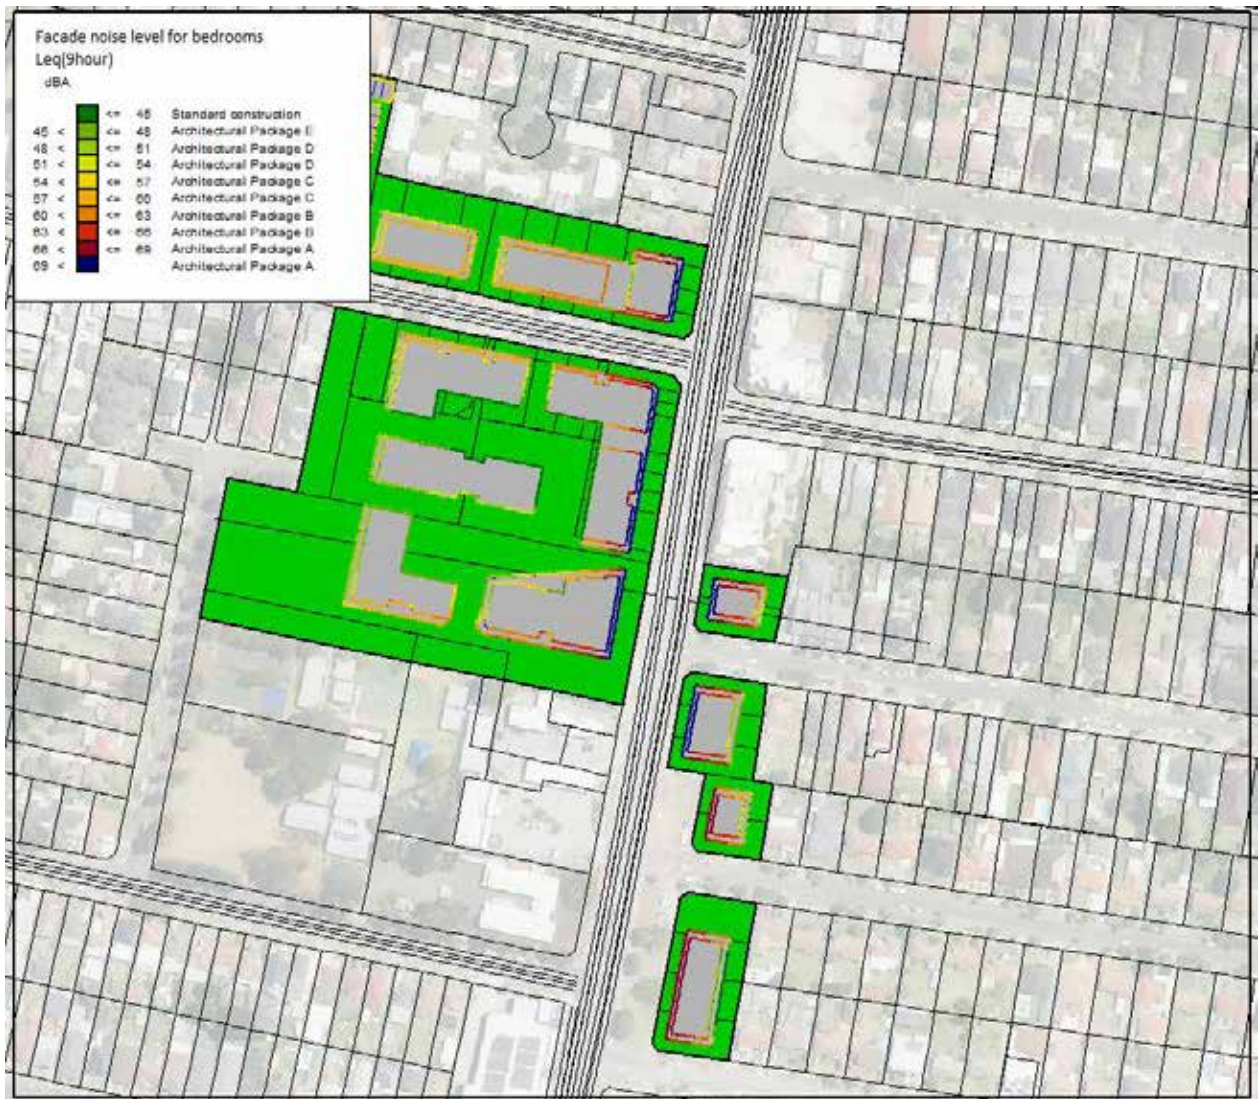 Facade noise level for bedrooms
Leq(9hour)
dBA
<= 45 Standard construction
45 < <= 48 Architectural Package E
48 < <= 51 Architectural Package D
51 < <= 54 Architectural Package D
54 < <= 57 Architectural Package C
57 < <= 60 Architectural Package C
60 < <= 63 Architectural Package B
63 < <= 66 Architectural Package B
66 < <= 69 Architectural Package A
69 < Architectural Package A